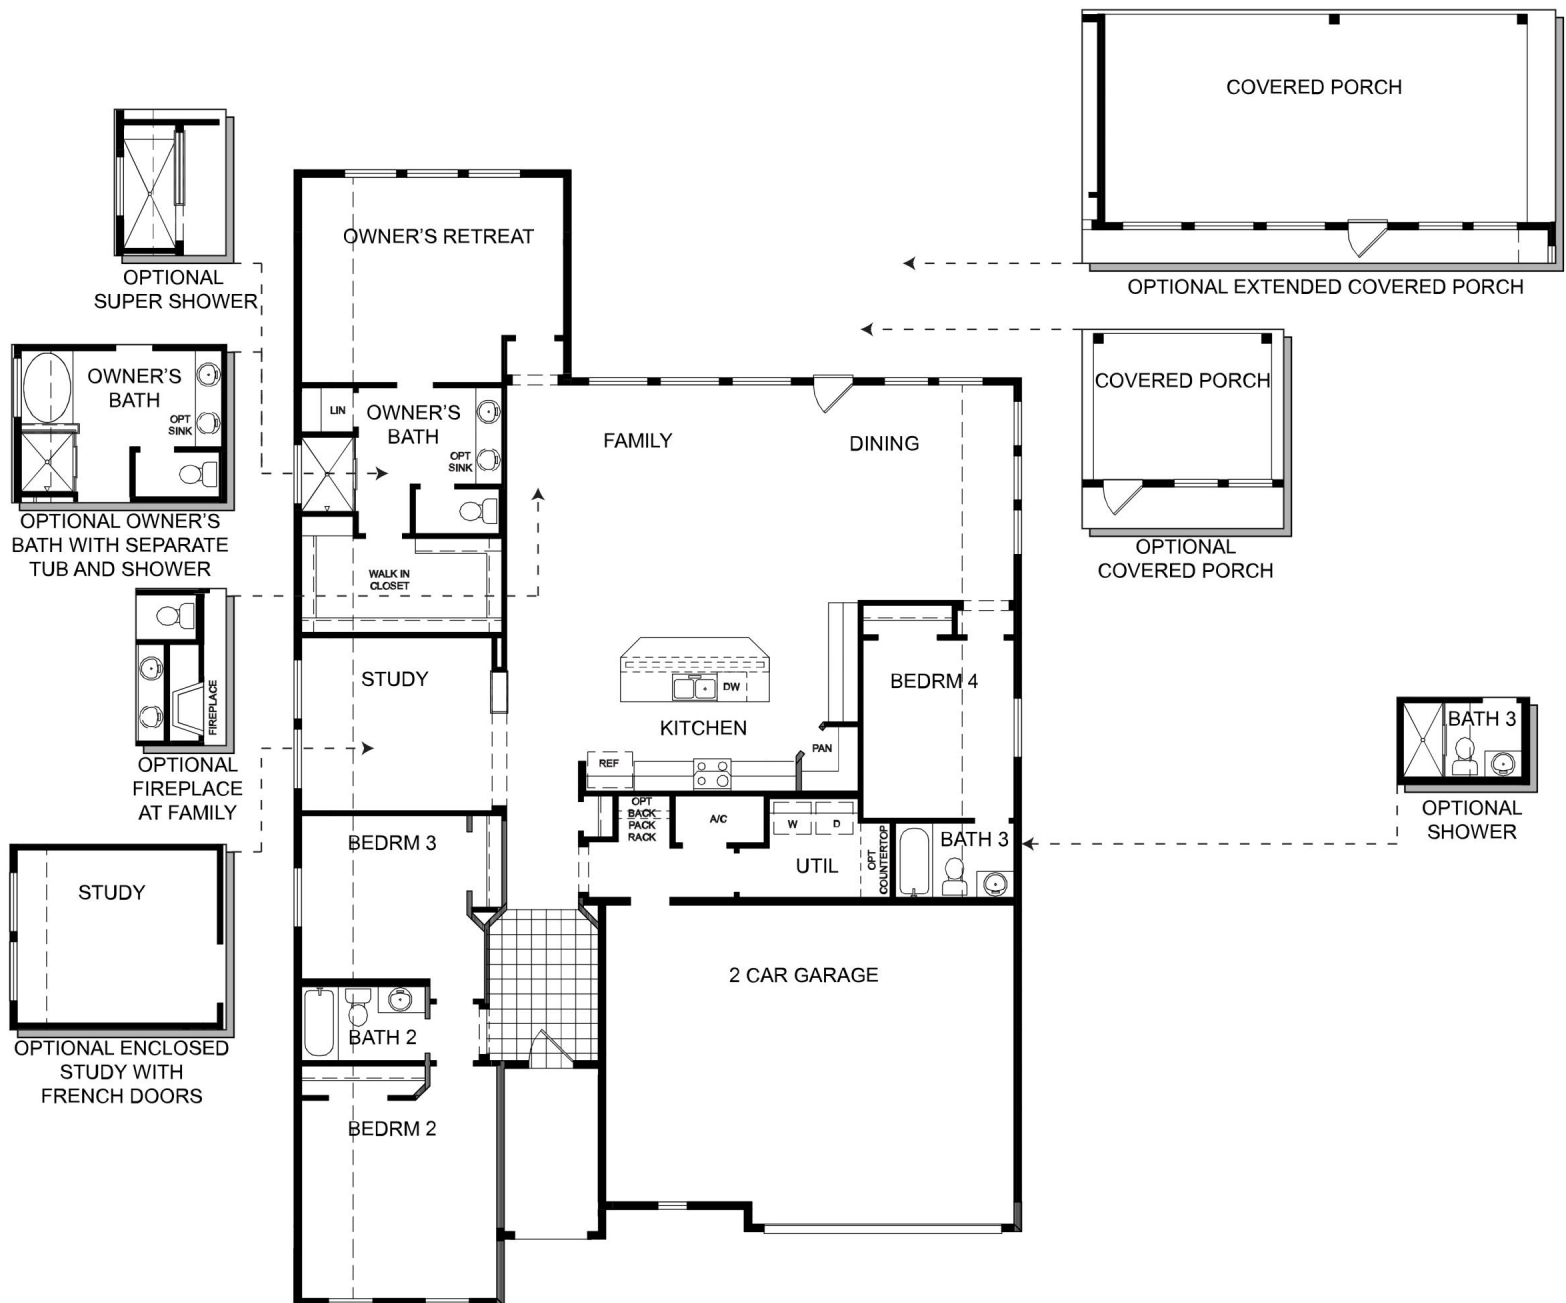 COVERED PORCH
OPTIONAL EXTENDED COVERED PORCH
OPTIONAL
SUPER SHOWER
OWNER'S RETREAT
COVERED PORCH
OPTIONAL
COVERED PORCH
OWNER'S
BATH
OPT
SINK
OPTIONAL OWNER'S
BATH WITH SEPARATE
TUB AND SHOWER
LIN
OWNER'S
BATH
OPT
SINK
FAMILY
DINING
WALK IN
CLOSET
FIREPLACE
OPTIONAL
FIREPLACE
AT FAMILY
STUDY
DW
KITCHEN
BEDRM 4
REF
PAN
BATH 3
OPTIONAL
SHOWER
OPT
BACK
PACK
RACK
A/C
W
D
UTIL
OPT
COUNTERTOP
BATH 3
BEDRM 3
STUDY
OPTIONAL ENCLOSED
STUDY WITH
FRENCH DOORS
2 CAR GARAGE
BATH 2
BEDRM 2